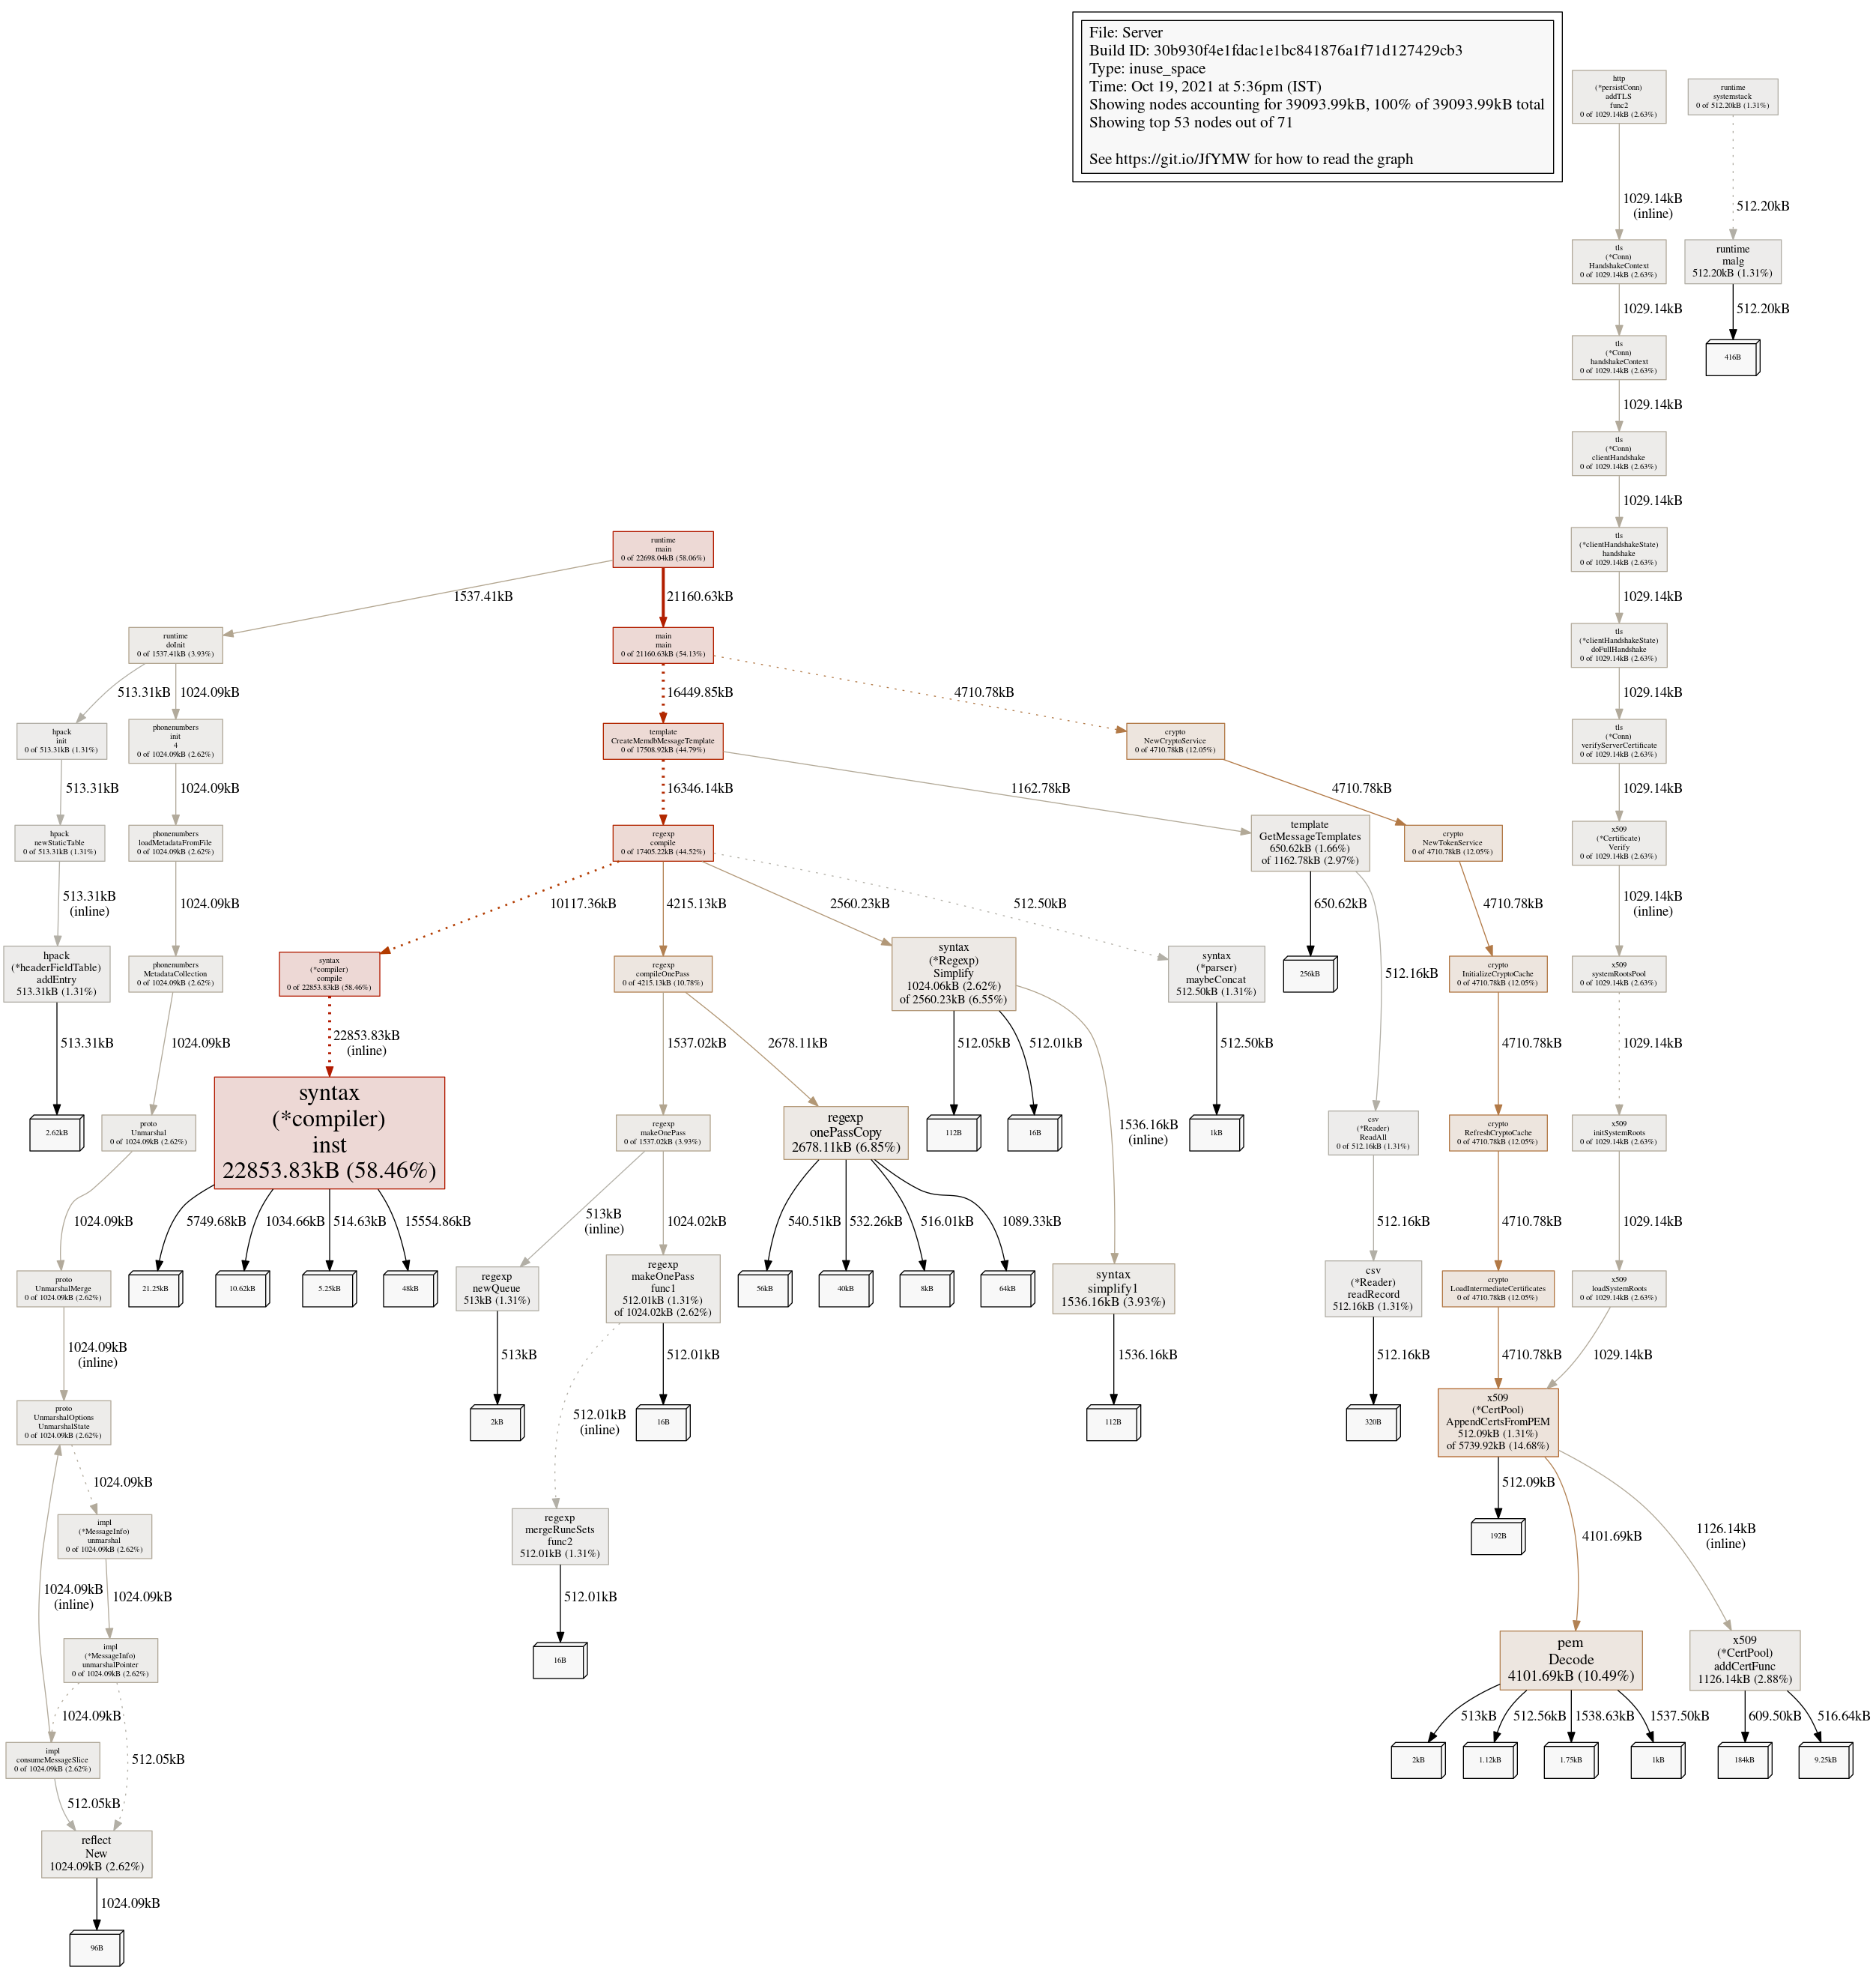 File: Server
Build ID: 30b930f4e1fdac1e1bc841876a1f71d127429cb3
Type: inuse_space
Time: Oct 19, 2021 at 5:36pm (IST)
Showing nodes accounting for 39093.99kB, 100% of 39093.99kB total
Showing top 53 nodes out of 71
See https://git.io/JfYMW for how to read the graph
http
(*persistConn)
addTLS
func2
0 of 1029.14kB (2.63%)
runtime
systemstack
0 of 512.20kB (1.31%)
1029.14kB
(inline)
512.20kB
tls
(*Conn)
HandshakeContext
0 of 1029.14kB (2.63%)
runtime
malg
512.20kB (1.31%)
1029.14kB
512.20kB
tls
(*Conn)
handshakeContext
0 of 1029.14kB (2.63%)
416B
1029.14kB
tls
(*Conn)
clientHandshake
0 of 1029.14kB (2.63%)
1029.14kB
runtime
main
0 of 22698.04kB (58.06%)
tls
(*clientHandshakeState)
handshake
0 of 1029.14kB (2.63%)
1537.41kB
21160.63kB
1029.14kB
runtime
doInit
0 of 1537.41kB (3.93%)
main
main
0 of 21160.63kB (54.13%)
tls
(*clientHandshakeState)
doFullHandshake
0 of 1029.14kB (2.63%)
513.31kB
1024.09kB
16449.85kB
4710.78kB
1029.14kB
hpack
init
0 of 513.31kB (1.31%)
phonenumbers
init
4
0 of 1024.09kB (2.62%)
template
CreateMemdbMessageTemplate
0 of 17508.92kB (44.79%)
crypto
NewCryptoService
0 of 4710.78kB (12.05%)
tls
(*Conn)
verifyServerCertificate
0 of 1029.14kB (2.63%)
513.31kB
1024.09kB
16346.14kB
1162.78kB
4710.78kB
1029.14kB
hpack
newStaticTable
0 of 513.31kB (1.31%)
phonenumbers
loadMetadataFromFile
0 of 1024.09kB (2.62%)
regexp
compile
0 of 17405.22kB (44.52%)
template
GetMessageTemplates
650.62kB (1.66%)
of 1162.78kB (2.97%)
crypto
NewTokenService
0 of 4710.78kB (12.05%)
x509
(*Certificate)
Verify
0 of 1029.14kB (2.63%)
513.31kB
(inline)
1024.09kB
10117.36kB
4215.13kB
2560.23kB
512.50kB
650.62kB
512.16kB
4710.78kB
1029.14kB
(inline)
hpack
(*headerFieldTable)
addEntry
513.31kB (1.31%)
phonenumbers
MetadataCollection
0 of 1024.09kB (2.62%)
syntax
(*compiler)
compile
0 of 22853.83kB (58.46%)
regexp
compileOnePass
0 of 4215.13kB (10.78%)
syntax
(*Regexp)
Simplify
1024.06kB (2.62%)
of 2560.23kB (6.55%)
syntax
(*parser)
maybeConcat
512.50kB (1.31%)
256kB
crypto
InitializeCryptoCache
0 of 4710.78kB (12.05%)
x509
systemRootsPool
0 of 1029.14kB (2.63%)
513.31kB
1024.09kB
22853.83kB
(inline)
1537.02kB
2678.11kB
512.05kB
512.01kB
1536.16kB
(inline)
512.50kB
4710.78kB
1029.14kB
2.62kB
proto
Unmarshal
0 of 1024.09kB (2.62%)
syntax
(*compiler)
inst
22853.83kB (58.46%)
regexp
makeOnePass
0 of 1537.02kB (3.93%)
regexp
onePassCopy
2678.11kB (6.85%)
112B
16B
1kB
csv
(*Reader)
ReadAll
0 of 512.16kB (1.31%)
crypto
RefreshCryptoCache
0 of 4710.78kB (12.05%)
x509
initSystemRoots
0 of 1029.14kB (2.63%)
1024.09kB
5749.68kB
1034.66kB
514.63kB
15554.86kB
513kB
(inline)
1024.02kB
540.51kB
532.26kB
516.01kB
1089.33kB
512.16kB
4710.78kB
1029.14kB
proto
UnmarshalMerge
0 of 1024.09kB (2.62%)
21.25kB
10.62kB
5.25kB
48kB
regexp
newQueue
513kB (1.31%)
regexp
makeOnePass
func1
512.01kB (1.31%)
of 1024.02kB (2.62%)
56kB
40kB
8kB
64kB
syntax
simplify1
1536.16kB (3.93%)
csv
(*Reader)
readRecord
512.16kB (1.31%)
crypto
LoadIntermediateCertificates
0 of 4710.78kB (12.05%)
x509
loadSystemRoots
0 of 1029.14kB (2.63%)
1024.09kB
(inline)
513kB
512.01kB
(inline)
512.01kB
1536.16kB
512.16kB
4710.78kB
1029.14kB
proto
UnmarshalOptions
UnmarshalState
0 of 1024.09kB (2.62%)
2kB
16B
112B
320B
x509
(*CertPool)
AppendCertsFromPEM
512.09kB (1.31%)
of 5739.92kB (14.68%)
1024.09kB
512.09kB
4101.69kB
1126.14kB
(inline)
impl
(*MessageInfo)
unmarshal
0 of 1024.09kB (2.62%)
regexp
mergeRuneSets
func2
512.01kB (1.31%)
192B
1024.09kB
(inline)
1024.09kB
512.01kB
impl
(*MessageInfo)
unmarshalPointer
0 of 1024.09kB (2.62%)
16B
pem
Decode
4101.69kB (10.49%)
x509
(*CertPool)
addCertFunc
1126.14kB (2.88%)
1024.09kB
512.05kB
513kB
512.56kB
1538.63kB
1537.50kB
609.50kB
516.64kB
impl
consumeMessageSlice
0 of 1024.09kB (2.62%)
2kB
1.12kB
1.75kB
1kB
184kB
9.25kB
512.05kB
reflect
New
1024.09kB (2.62%)
1024.09kB
96B